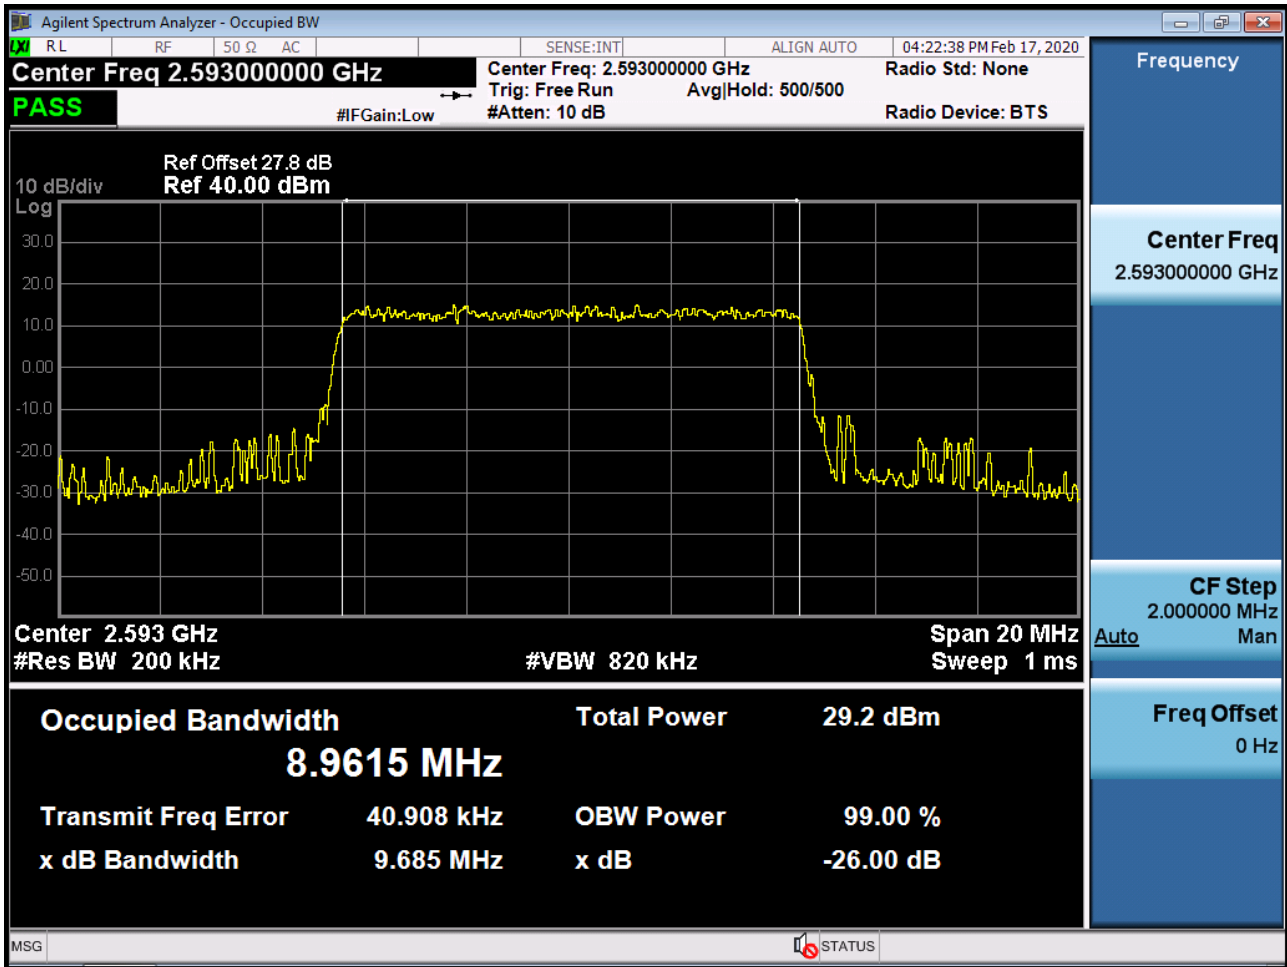 Agilent Spectrum Analyzer - Occupied BW
LXI RL RF 50 Ω AC SENSE:INT ALIGN AUTO 04:22:38 PM Feb 17, 2020
Center Freq 2.593000000 GHz
PASS
#IFGain:Low
Center Freq: 2.593000000 GHz
Trig: Free Run Avg|Hold: 500/500
#Atten: 10 dB
Radio Std: None
Radio Device: BTS
Ref Offset 27.8 dB
10 dB/div Ref 40.00 dBm
Log
30.0
20.0
10.0
0.00
-10.0
-20.0
-30.0
-40.0
-50.0
Center 2.593 GHz Span 20 MHz
#Res BW 200 kHz #VBW 820 kHz Sweep 1 ms
Occupied Bandwidth Total Power 29.2 dBm
8.9615 MHz
Transmit Freq Error 40.908 kHz OBW Power 99.00 %
x dB Bandwidth 9.685 MHz x dB -26.00 dB
MSG STATUS
Frequency
Center Freq
2.593000000 GHz
CF Step
2.000000 MHz
Auto Man
Freq Offset
0 Hz